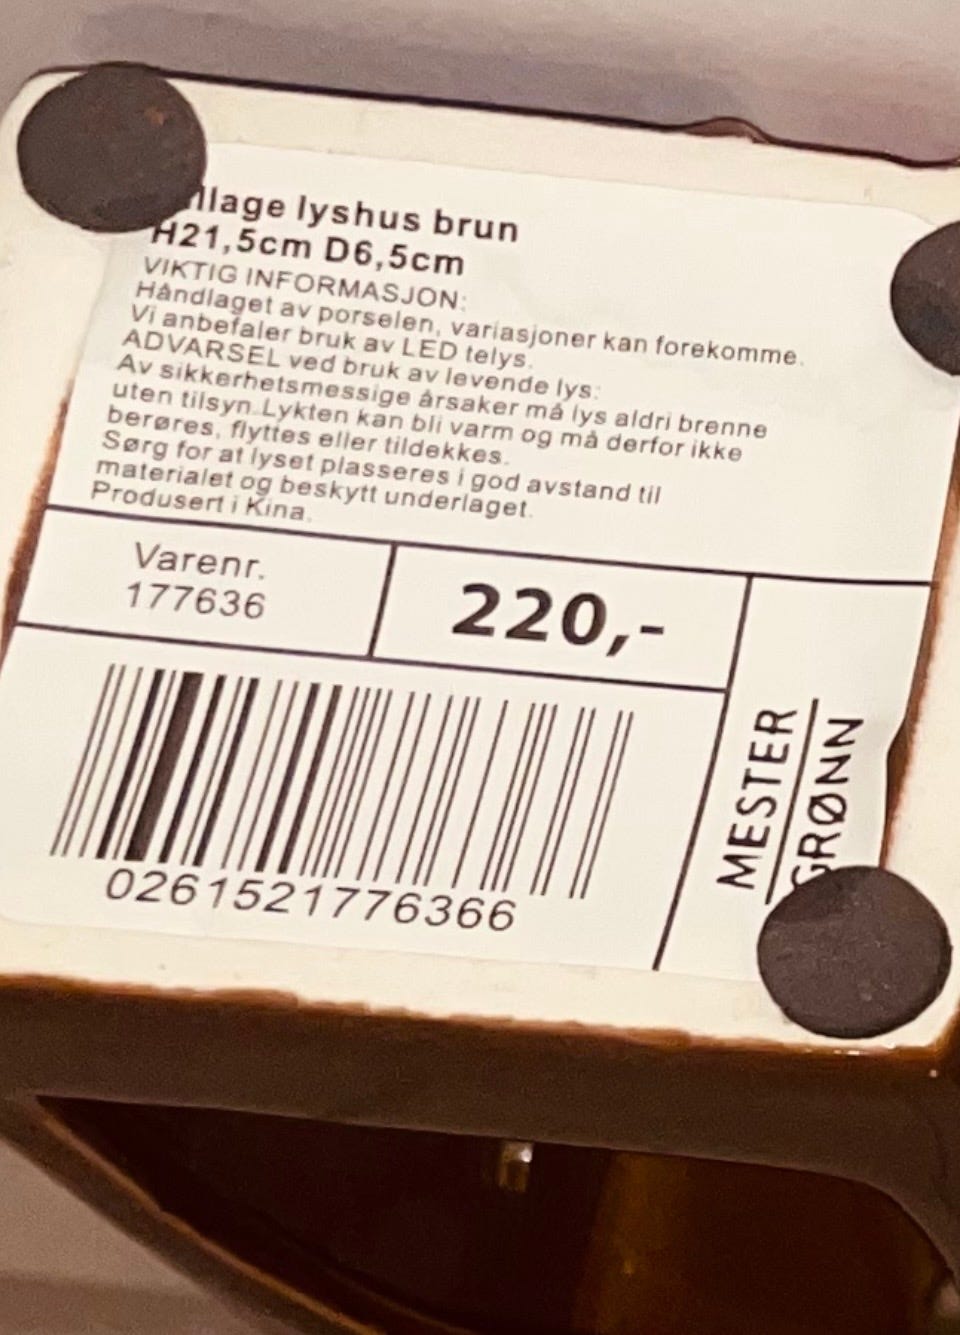 llage lyshus brun
H21,5cm D6,5cm
VIKTIG INFORMASJON:
Håndlaget av porselen, variasjoner kan forekomme.
Vi anbefaler bruk av LED telys.
ADVARSEL ved bruk av levende lys:
Av sikkerhetsmessige årsaker må lys aldri brenne
uten tilsyn.Lykten kan bli varm og må derfor ikke
berøres, flyttes eller tildekkes.
Sørg for at lyset plasseres i god avstand til
materialet og beskytt underlaget.
Produsert i Kina.
Varenr.
177636
220,-
0261521776366
MESTER
GRØNN